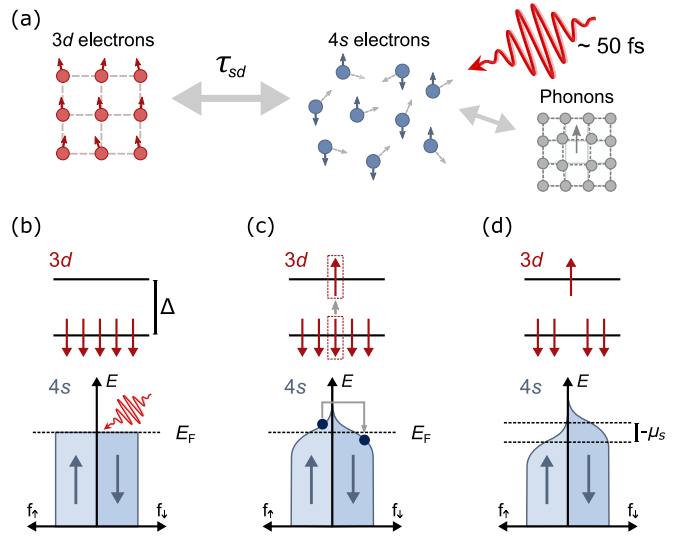 (a)
3d electrons
4s electrons
~ 50 fs
τsd
Phonons
(b)
(c)
(d)
3d
3d
3d
Δ
4s
E
4s
E
4s
E
EF
EF
-μs
f↑
f↓
f↑
f↓
f↑
f↓